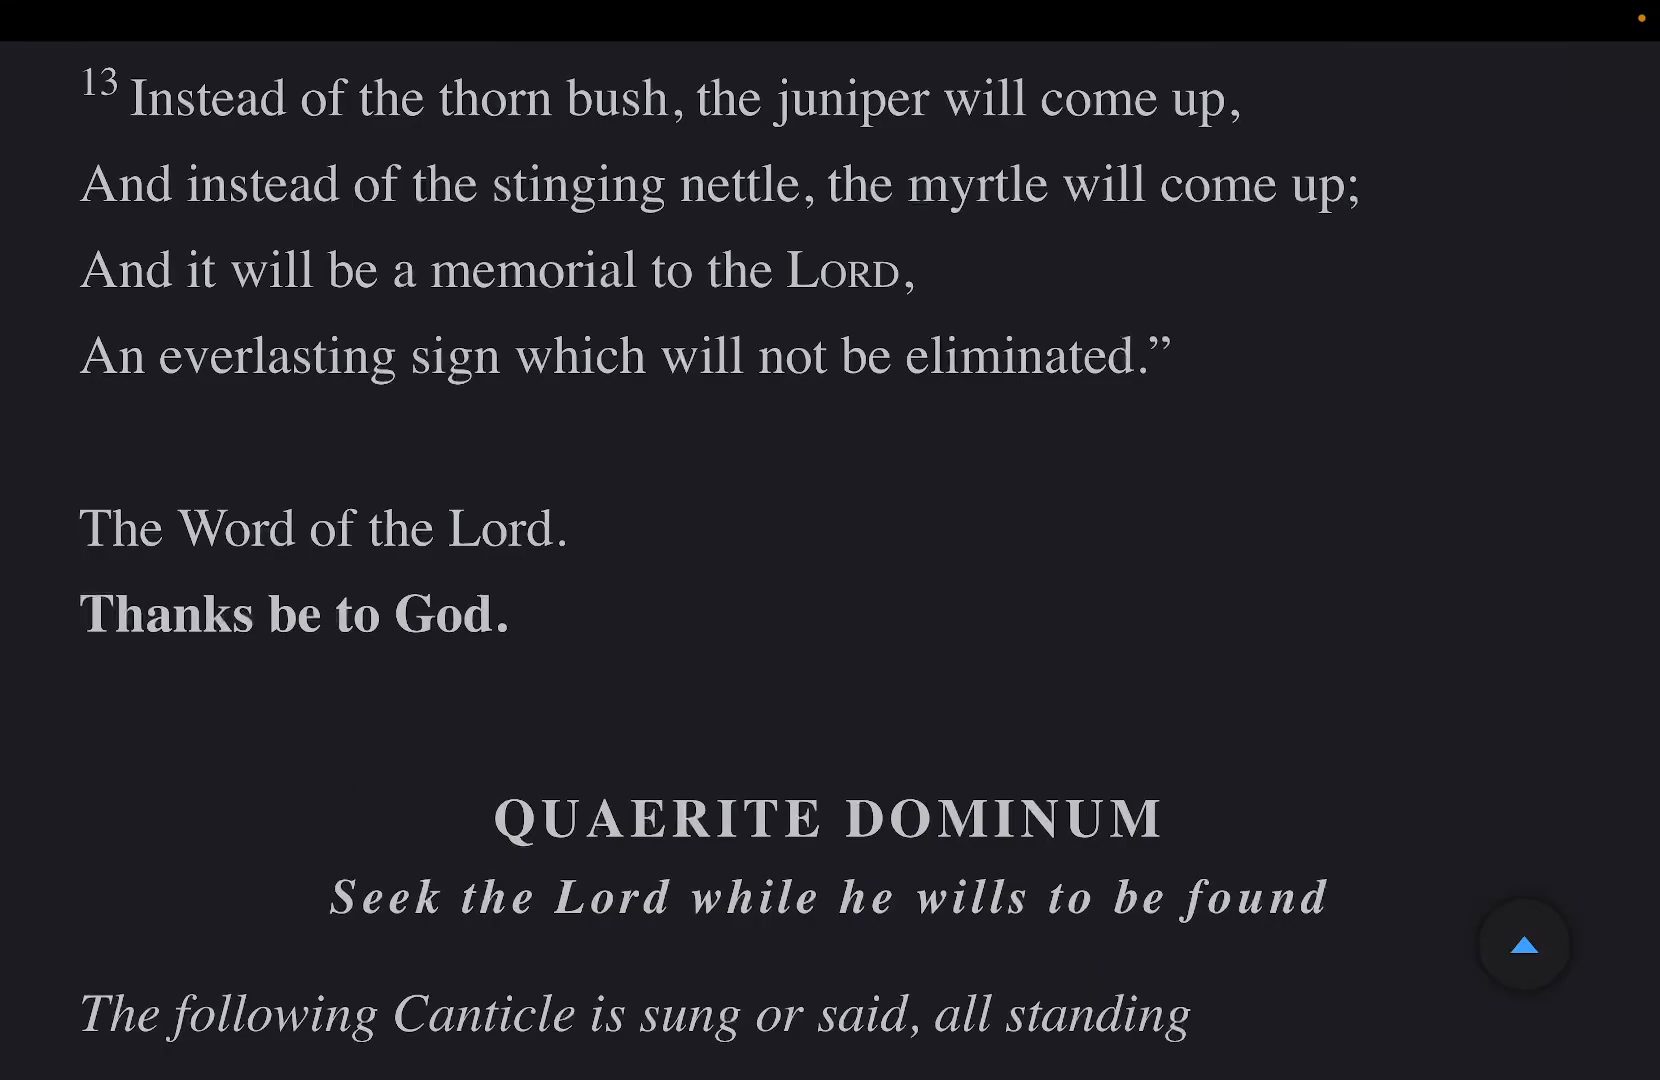 13 Instead of the thorn bush, the juniper will come up,
And instead of the stinging nettle, the myrtle will come up;
And it will be a memorial to the LORD,
An everlasting sign which will not be eliminated.”
The Word of the Lord.
Thanks be to God.
QUAERITE DOMINUM
Seek the Lord while he wills to be found
The following Canticle is sung or said, all standing